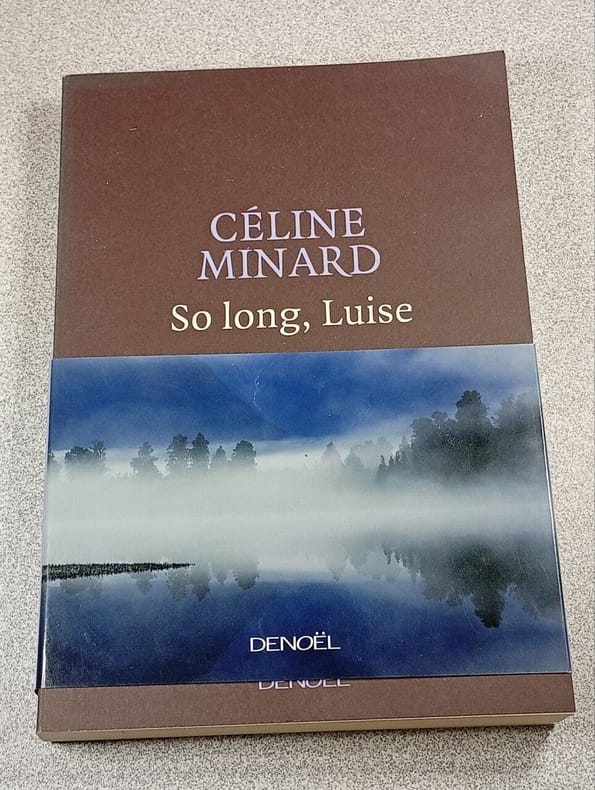 CÉLINE
MINARD
So long, Luise
DENOËL
DENOËL